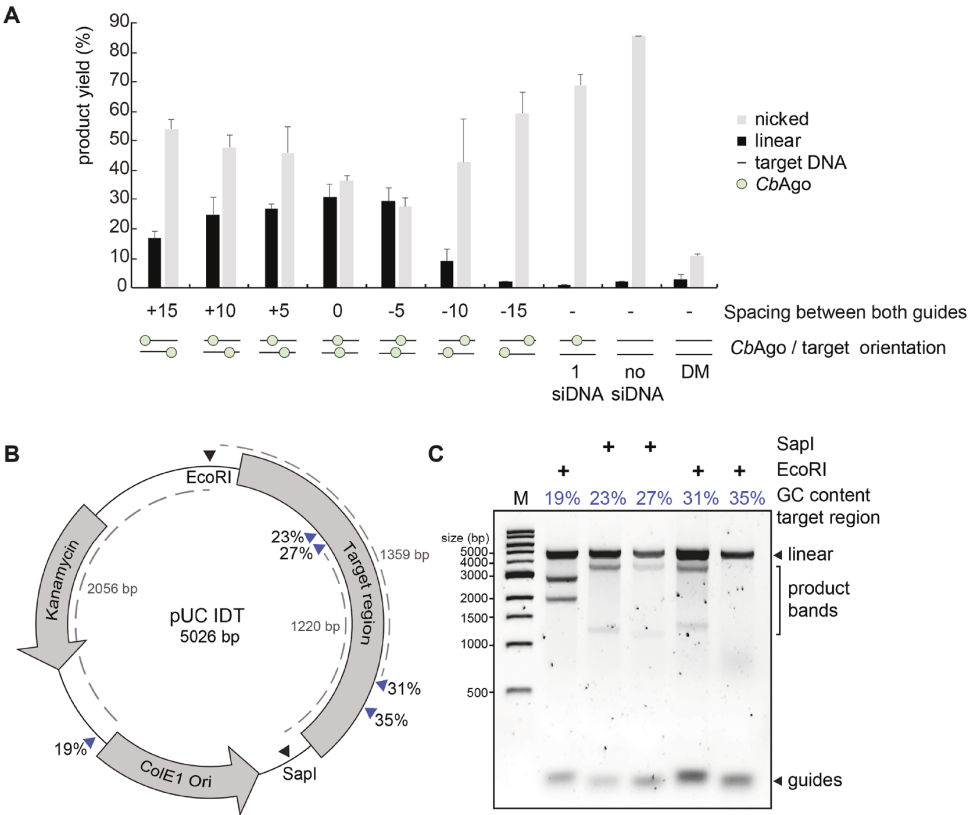 A
product yield (%)
90
80
70
60
50
40
30
20
10
0
nicked
linear
target DNA
CbAgo
+15 +10 +5 0 -5 -10 -15 - - - Spacing between both guides
CbAgo / target orientation
1 siDNA
no siDNA
DM
B
EcoRI
23%
27%
Target region
1359 bp
Kanamycin
2056 bp
pUC IDT
5026 bp
1220 bp
31%
35%
19%
ColE1 Ori
SapI
C
+ + SapI
+ + + EcoRI
M 19% 23% 27% 31% 35% GC content
target region
size (bp)
5000
4000
3000
2000
1500
1000
500
linear
product
bands
guides